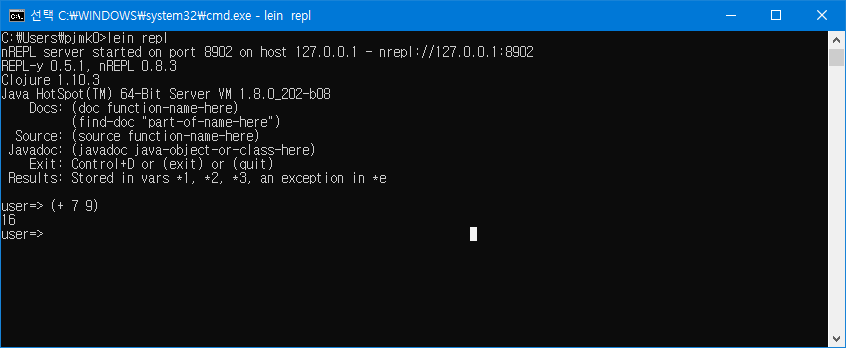 선택 C:₩WINDOWS₩system32₩cmd.exe - lein  repl
C:₩Users₩pjmk0>lein repl
nREPL server started on port 8902 on host 127.0.0.1 - nrepl://127.0.0.1:8902
REPL-y 0.5.1, nREPL 0.8.3
Clojure 1.10.3
Java HotSpot(TM) 64-Bit Server VM 1.8.0_202-b08
    Docs: (doc function-name-here)
          (find-doc "part-of-name-here")
  Source: (source function-name-here)
 Javadoc: (javadoc java-object-or-class-here)
    Exit: Control+D or (exit) or (quit)
 Results: Stored in vars *1, *2, *3, an exception in *e
user=> (+ 7 9)
16
user=>